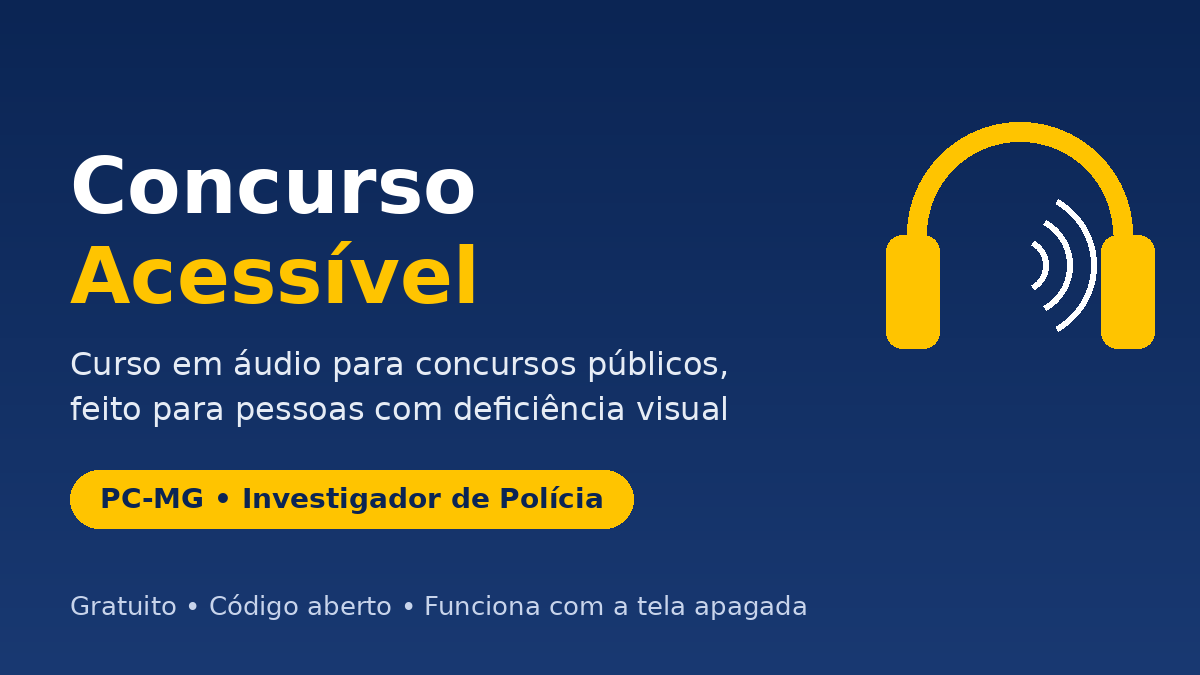 Concurso
Acessível
Curso em áudio para concursos públicos,
feito para pessoas com deficiência visual
PC-MG • Investigador de Polícia
Gratuito • Código aberto • Funciona com a tela apagada